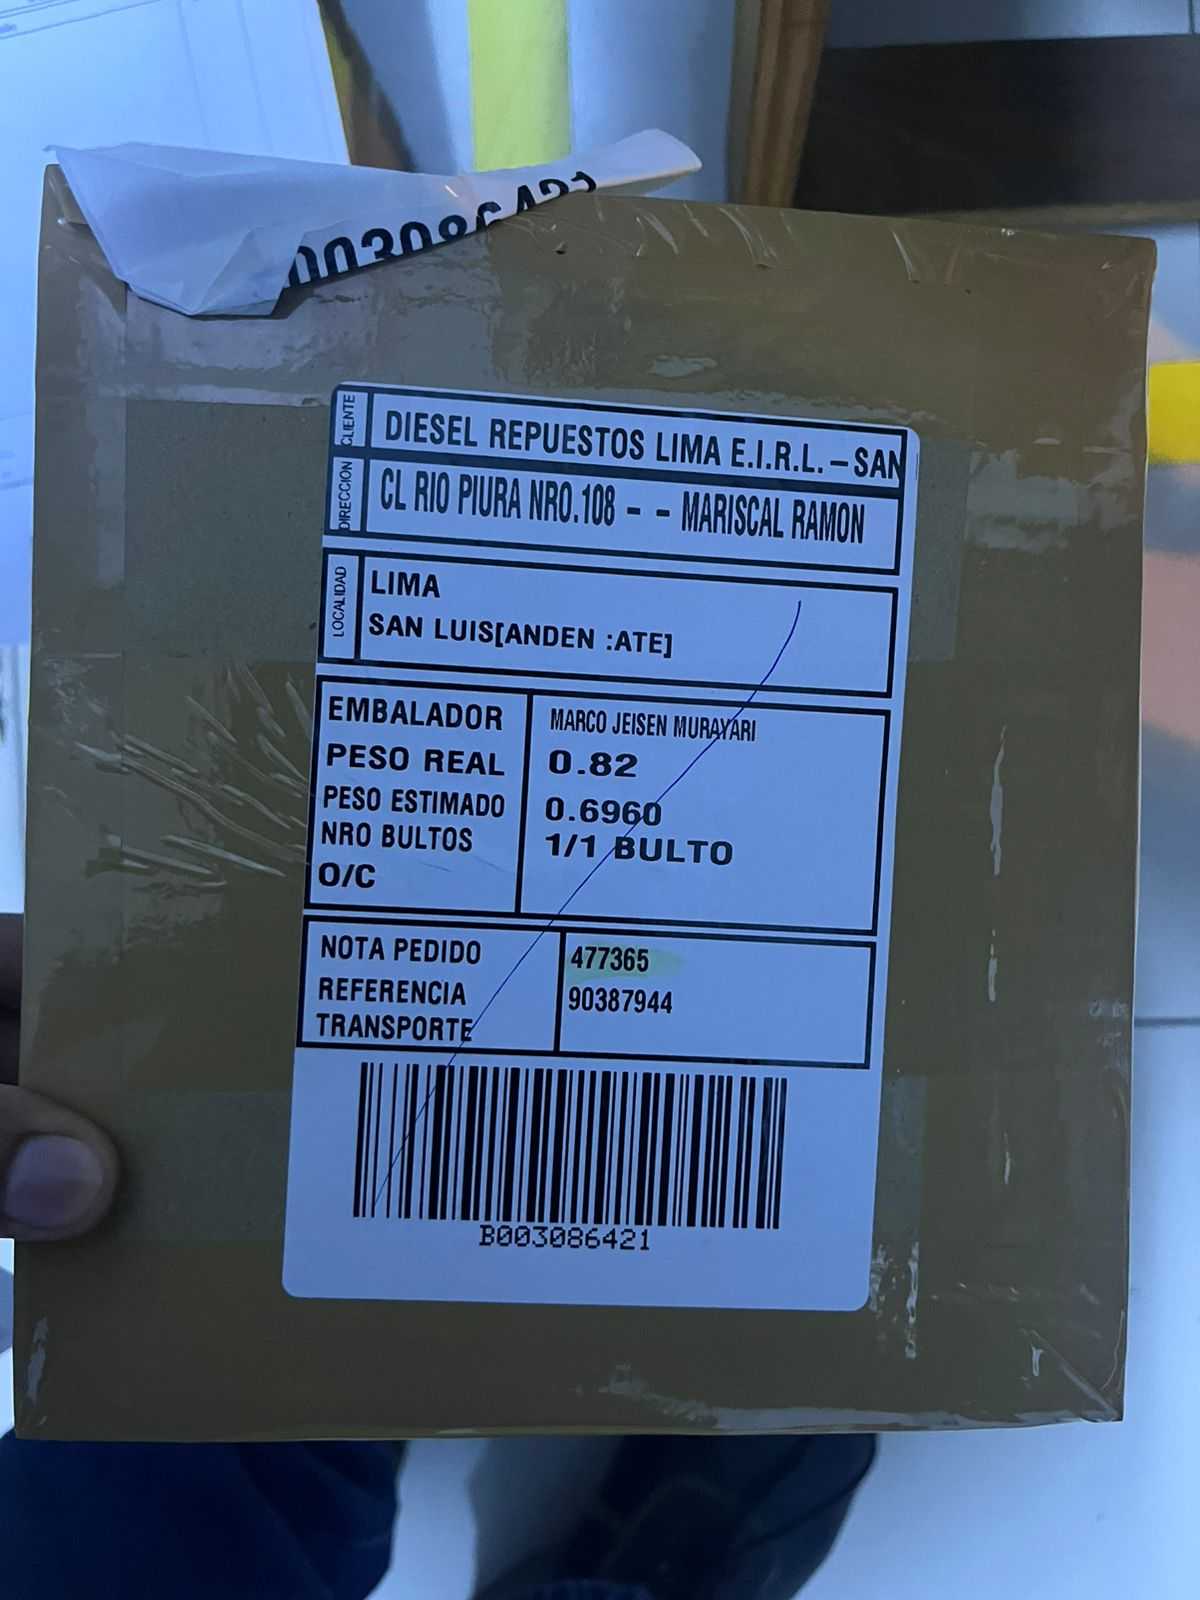 CLIENTE
DIESEL REPUESTOS LIMA E.I.R.L. – SAN
DIRECCION
CL RIO PIURA NRO.108 - - MARISCAL RAMON
LOCALIDAD
LIMA
SAN LUIS[ANDEN :ATE]
EMBALADOR MARCO JEISEN MURAYARI
PESO REAL 0.82
PESO ESTIMADO 0.6960
NRO BULTOS 1/1 BULTO
O/C
NOTA PEDIDO 477365
REFERENCIA 90387944
TRANSPORTE
B003086421